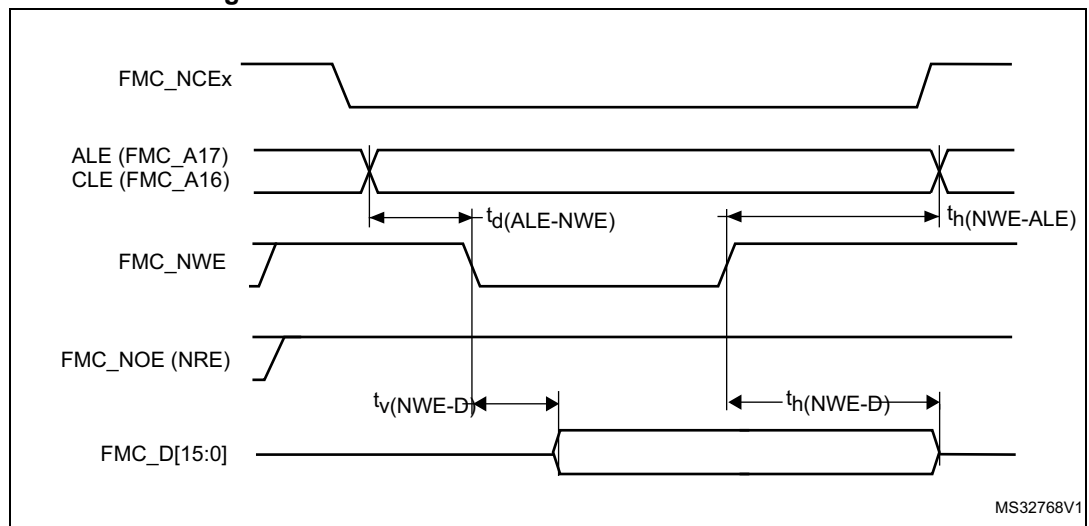 FMC_NCEx
ALE (FMC_A17)
CLE (FMC_A16)
td(ALE-NWE)
th(NWE-ALE)
FMC_NWE
FMC_NOE (NRE)
tv(NWE-D)
th(NWE-D)
FMC_D[15:0]
MS32768V1